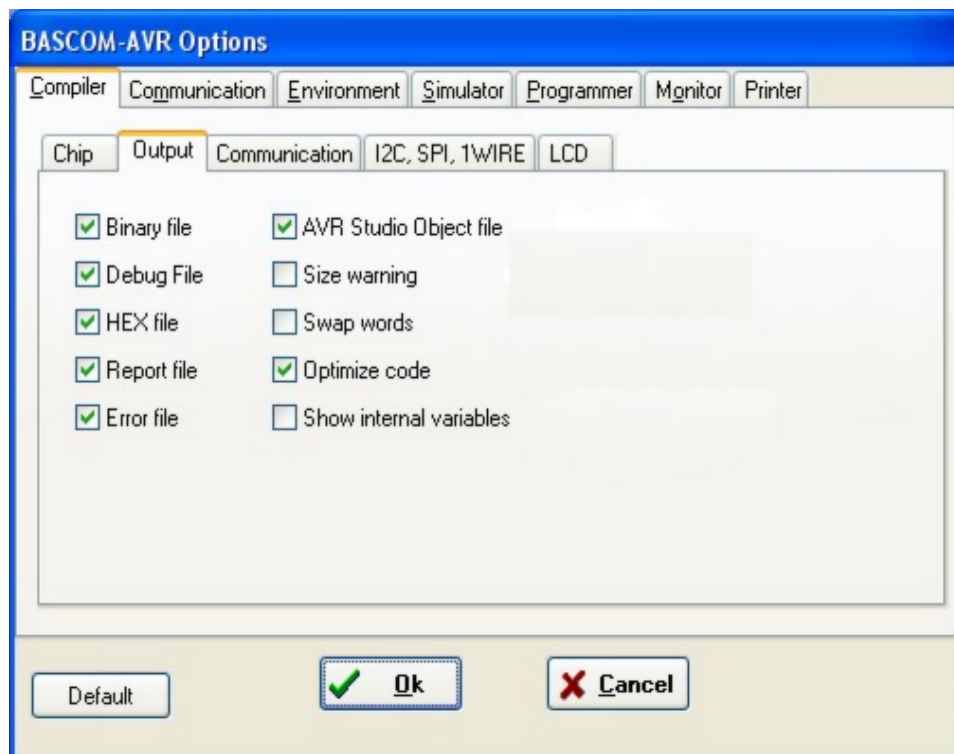 BASCOM-AVR Options
Compiler Communication Environment Simulator Programmer Monitor Printer
Chip Output Communication I2C, SPI, 1WIRE LCD
Binary file AVR Studio Object file
Debug File Size warning
HEX file Swap words
Report file Optimize code
Error file Show internal variables
Default Ok Cancel